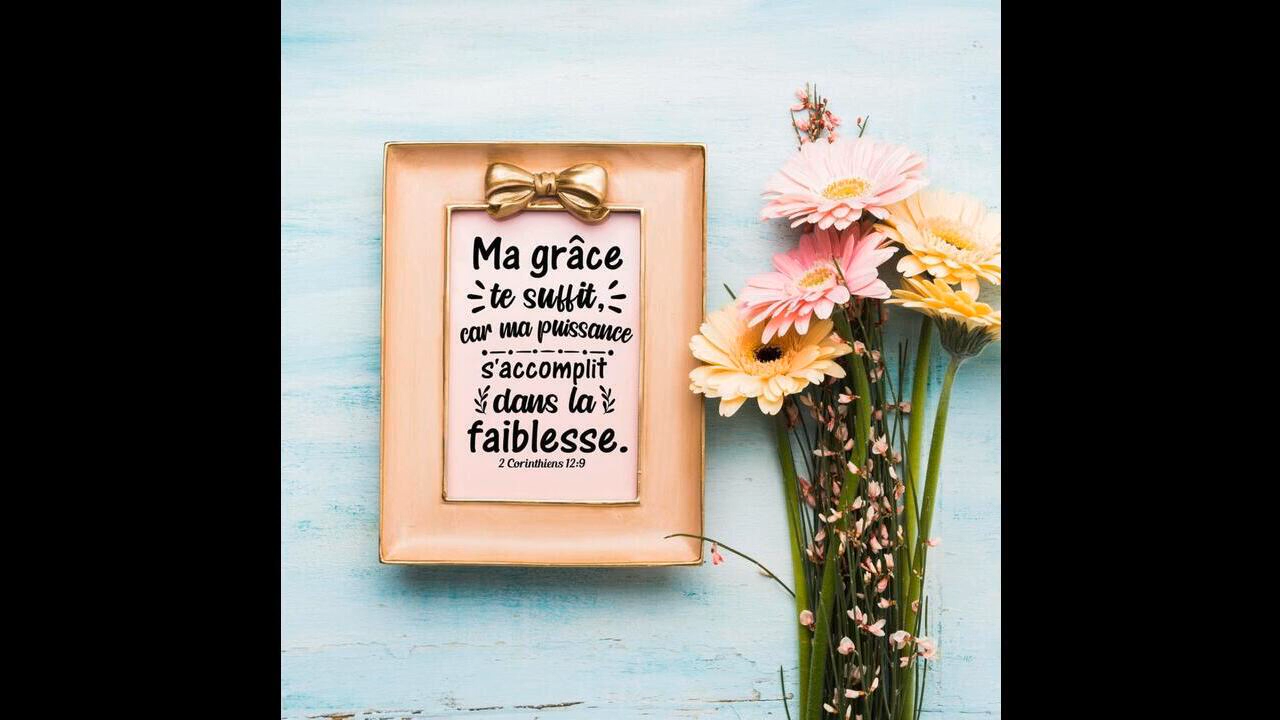 Ma grâce
te suffit,
car ma puissance
s'accomplit
dans la
faiblesse.
2 Corinthiens 12:9